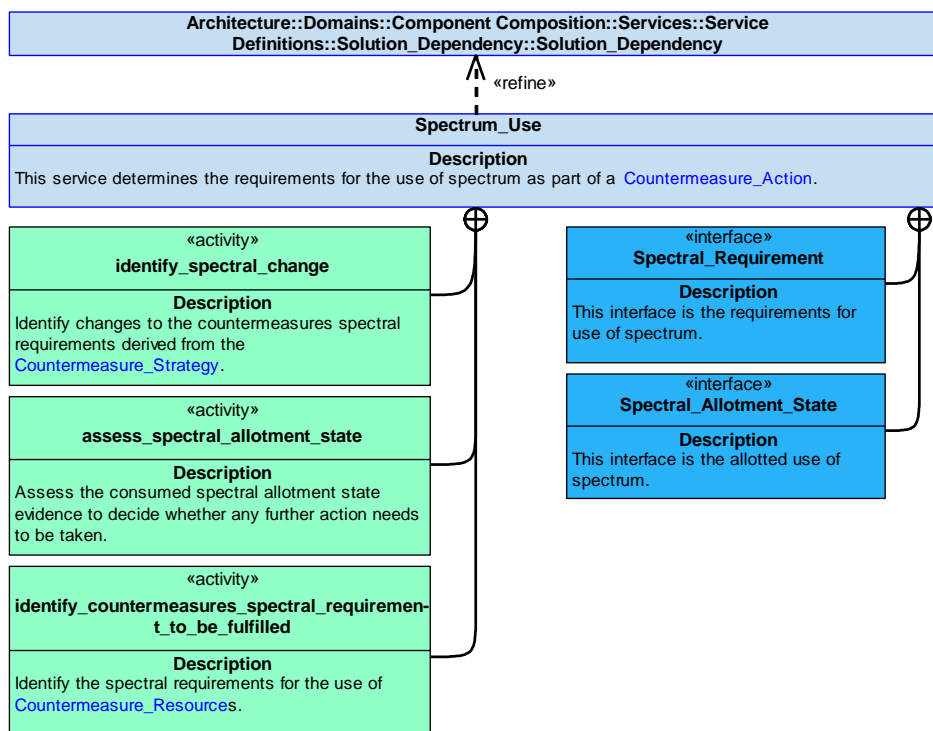 Architecture::Domains::Component Composition::Services::Service
Definitions::Solution_Dependency::Solution_Dependency
«refine»
Spectrum_Use
Description
This service determines the requirements for the use of spectrum as part of a Countermeasure_Action.
«activity»
identify_spectral_change
Description
Identify changes to the countermeasures spectral
requirements derived from the
Countermeasure_Strategy.
«activity»
assess_spectral_allotment_state
Description
Assess the consumed spectral allotment state
evidence to decide whether any further action needs
to be taken.
«activity»
identify_countermeasures_spectral_requiremen-
t_to_be_fulfilled
Description
Identify the spectral requirements for the use of
Countermeasure_Resources.
«interface»
Spectral_Requirement
Description
This interface is the requirements for
use of spectrum.
«interface»
Spectral_Allotment_State
Description
This interface is the allotted use of
spectrum.